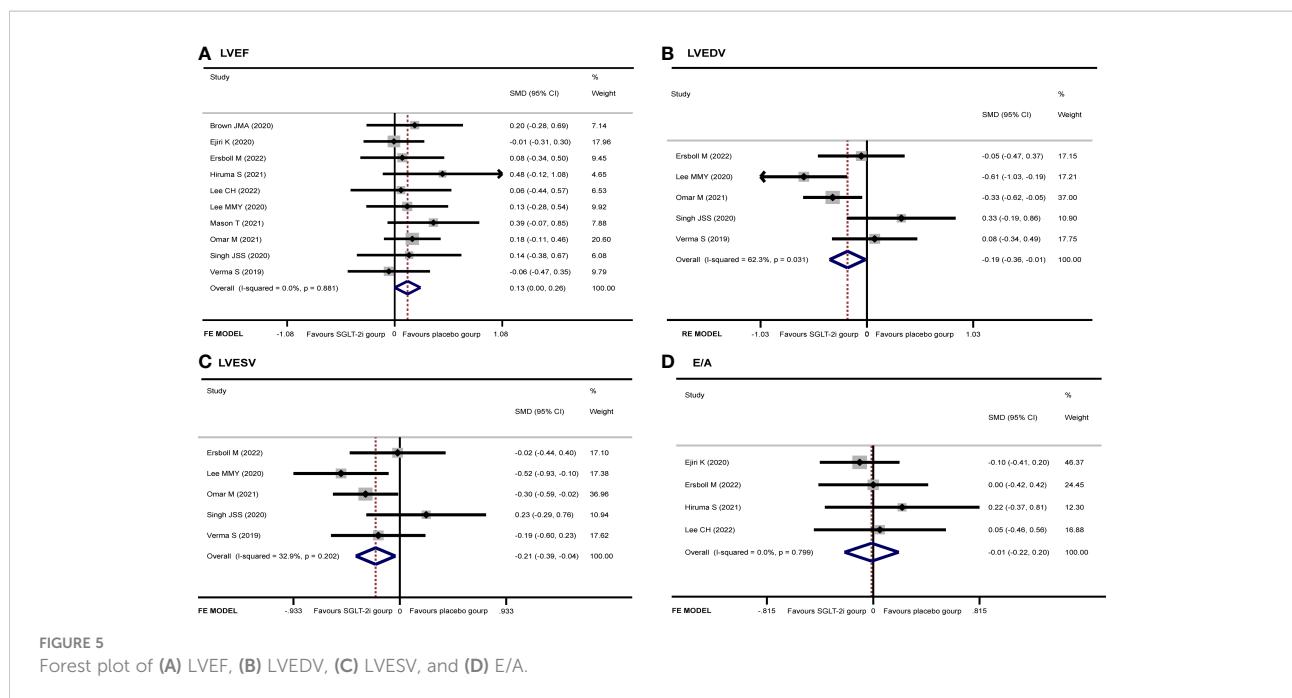 A LVEF
Study
%
SMD (95% CI)
Weight
Brown JMA (2020) 0.20 (-0.28, 0.69) 7.14
Ejiri K (2020) -0.01 (-0.31, 0.30) 17.96
Ersboll M (2022) 0.08 (-0.34, 0.50) 9.45
Hiruma S (2021) 0.48 (-0.12, 1.08) 4.65
Lee CH (2022) 0.06 (-0.44, 0.57) 6.53
Lee MMY (2020) 0.13 (-0.28, 0.54) 9.92
Mason T (2021) 0.39 (-0.07, 0.85) 7.88
Omar M (2021) 0.18 (-0.11, 0.46) 20.60
Singh JSS (2020) 0.14 (-0.38, 0.67) 6.08
Verma S (2019) -0.06 (-0.47, 0.35) 9.79
Overall (I-squared = 0.0%, p = 0.881) 0.13 (0.00, 0.26) 100.00
FE MODEL -1.08 Favours SGLT-2i gourp 0 Favours placebo gourp 1.08
B LVEDV
Study
%
SMD (95% CI)
Weight
Ersboll M (2022) -0.05 (-0.47, 0.37) 17.15
Lee MMY (2020) -0.61 (-1.03, -0.19) 17.21
Omar M (2021) -0.33 (-0.62, -0.05) 37.00
Singh JSS (2020) 0.33 (-0.19, 0.86) 10.90
Verma S (2019) 0.08 (-0.34, 0.49) 17.75
Overall (I-squared = 62.3%, p = 0.031) -0.19 (-0.36, -0.01) 100.00
RE MODEL -1.03 Favours SGLT-2i gourp 0 Favours placebo gourp 1.03
C LVESV
Study
%
SMD (95% CI)
Weight
Ersboll M (2022) -0.02 (-0.44, 0.40) 17.10
Lee MMY (2020) -0.52 (-0.93, -0.10) 17.38
Omar M (2021) -0.30 (-0.59, -0.02) 36.96
Singh JSS (2020) 0.23 (-0.29, 0.76) 10.94
Verma S (2019) -0.19 (-0.60, 0.23) 17.62
Overall (I-squared = 32.9%, p = 0.202) -0.21 (-0.39, -0.04) 100.00
FE MODEL -.933 Favours SGLT-2i gourp 0 Favours placebo gourp .933
D E/A
Study
%
SMD (95% CI)
Weight
Ejiri K (2020) -0.10 (-0.41, 0.20) 46.37
Ersboll M (2022) 0.00 (-0.42, 0.42) 24.45
Hiruma S (2021) 0.22 (-0.37, 0.81) 12.30
Lee CH (2022) 0.05 (-0.46, 0.56) 16.88
Overall (I-squared = 0.0%, p = 0.799) -0.01 (-0.22, 0.20) 100.00
FE MODEL -.815 Favours SGLT-2i gourp 0 Favours placebo gourp .815
FIGURE 5
Forest plot of (A) LVEF, (B) LVEDV, (C) LVESV, and (D) E/A.